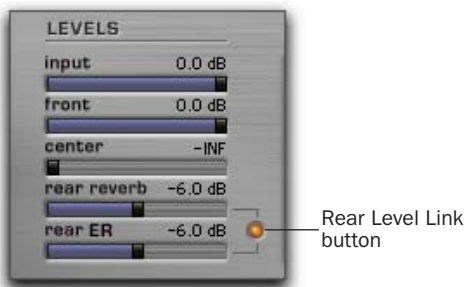 LEVELS
input 0.0 dB
front 0.0 dB
center -INF
rear reverb -6.0 dB
rear ER -6.0 dB
Rear Level Link
button